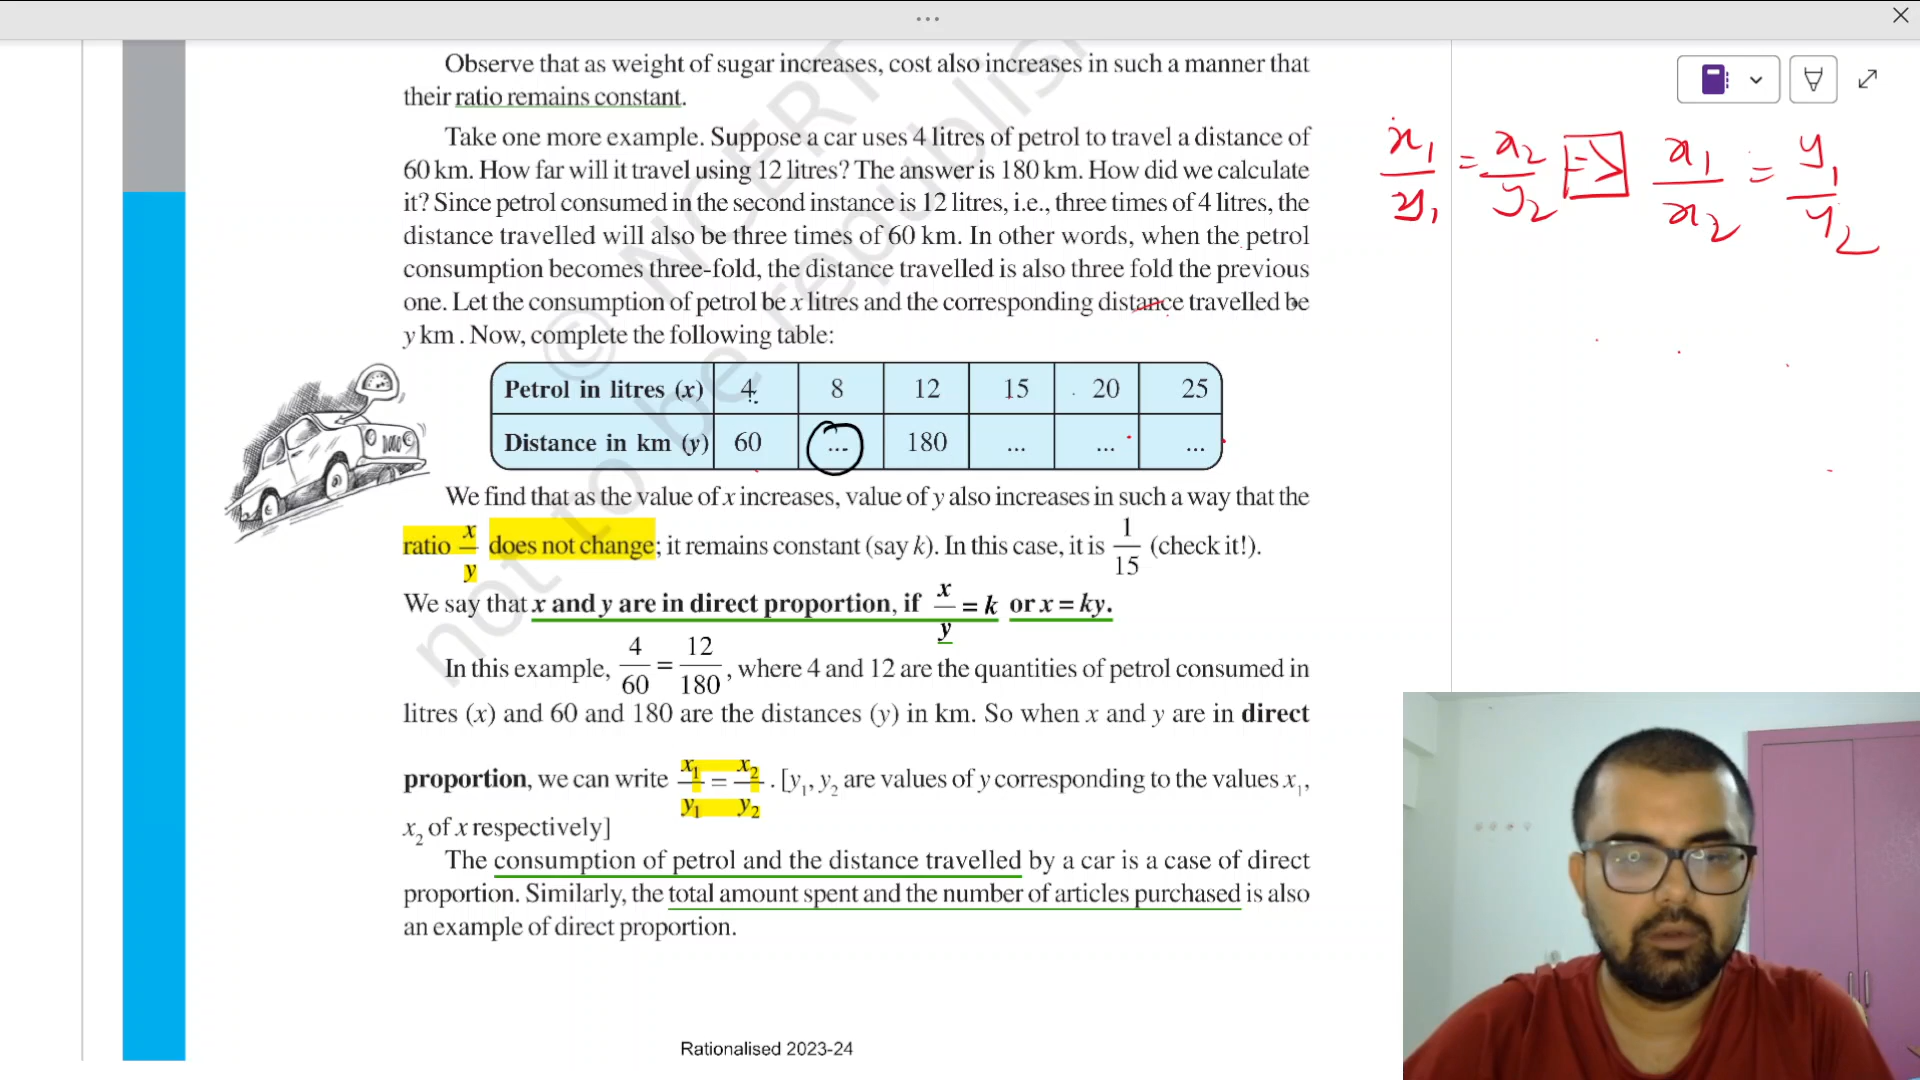 Observe that as weight of sugar increases, cost also increases in such a manner that
their ratio remains constant.
Take one more example. Suppose a car uses 4 litres of petrol to travel a distance of
60 km. How far will it travel using 12 litres? The answer is 180 km. How did we calculate
it? Since petrol consumed in the second instance is 12 litres, i.e., three times of 4 litres, the
distance travelled will also be three times of 60 km. In other words, when the petrol
consumption becomes three-fold, the distance travelled is also three fold the previous
one. Let the consumption of petrol be x litres and the corresponding distance travelled be
y km . Now, complete the following table:
Petrol in litres (x) 4 8 12 15 20 25
Distance in km (y) 60 ... 180 ... ... ...
We find that as the value of x increases, value of y also increases in such a way that the
ratio x/y does not change; it remains constant (say k). In this case, it is 1/15 (check it!).
We say that x and y are in direct proportion, if x/y = k or x = ky.
In this example, 4/60 = 12/180, where 4 and 12 are the quantities of petrol consumed in
litres (x) and 60 and 180 are the distances (y) in km. So when x and y are in direct
proportion, we can write x₁/y₁ = x₂/y₂ . [y₁, y₂ are values of y corresponding to the values x₁,
x₂ of x respectively]
The consumption of petrol and the distance travelled by a car is a case of direct
proportion. Similarly, the total amount spent and the number of articles purchased is also
an example of direct proportion.
Rationalised 2023-24
x₁/y₁ = x₂/y₂ => x₁/x₂ = y₁/y₂
© NCERT
not to be republis